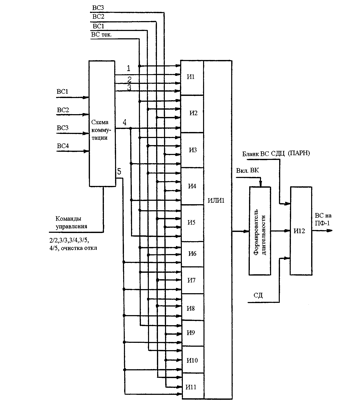 ВС3
ВС2
ВС1
ВС тек.
1
2
3
4
5
ВС1
ВС2
ВС3
ВС4
Схема
комму-
тации
Команды
управления
2/2,3/3,3/4,3/5,
4/5, очистка откл
И1
И2
И3
И4
И5
И6
И7
И8
И9
И10
И11
ИЛИ1
Бланк ВС СДЦ (ПАРН)
Вкл. ВК
Формирователь
длительности
И12
ВС на
ПФ-1
СД